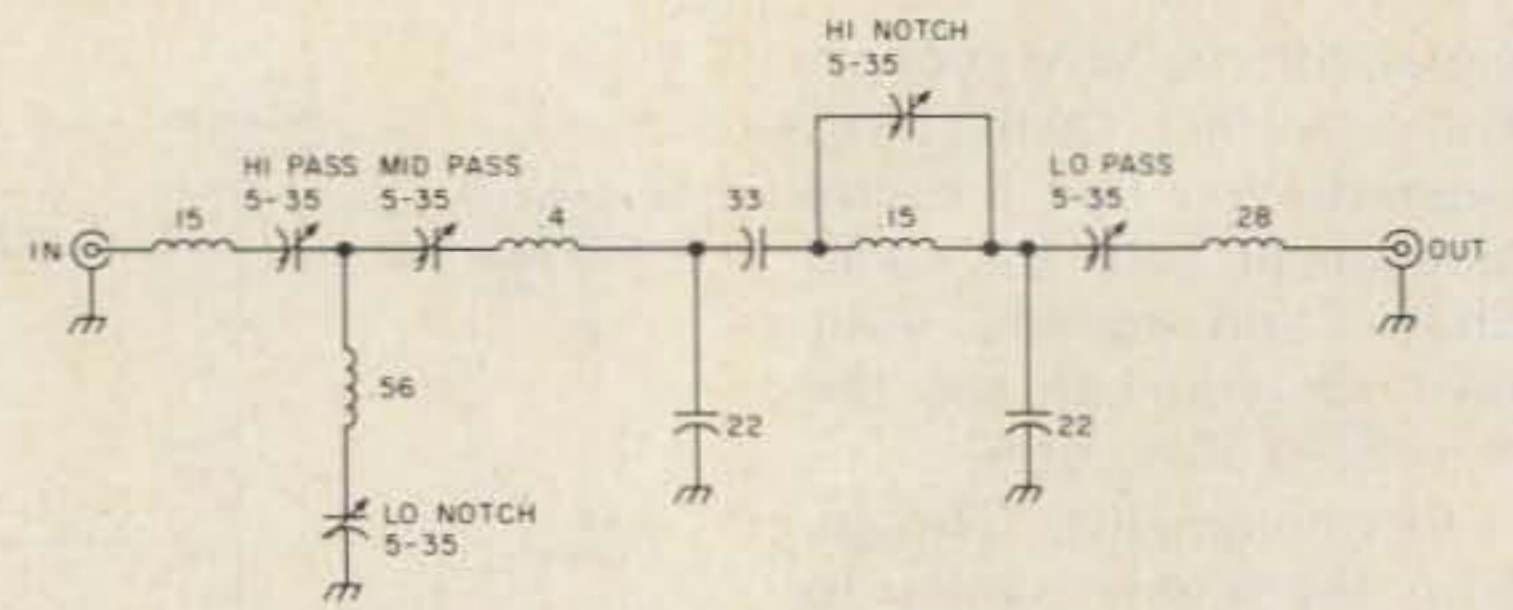 HI NOTCH
5-35
HI PASS MID PASS
5-35 5-35
LO PASS
5-35
.15
.4
33
.15
.28
IN
OUT
.56
22
22
LO NOTCH
5-35